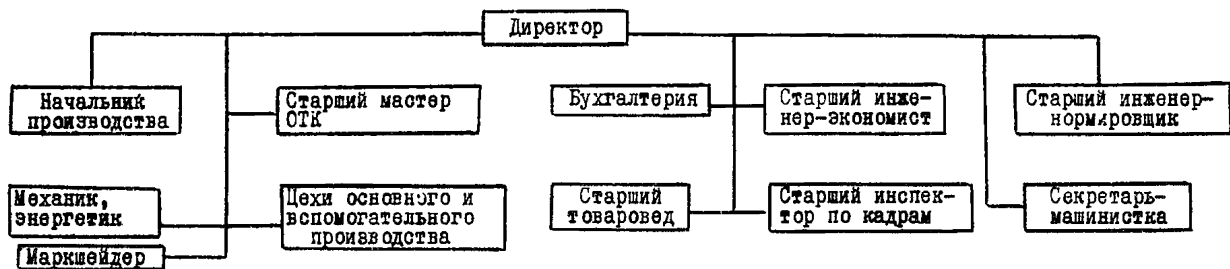 Директор
Начальник
производства
Старший мастер
ОТК
Бухгалтерия
Старший инже-
нер-экономист
Старший инженер-
нормировщик
Механик,
энергетик
Цехи основного и
вспомогательного
производства
Старший
товаровед
Старший инспек-
тор по кадрам
Секретарь-
машинистка
Маркшейдер